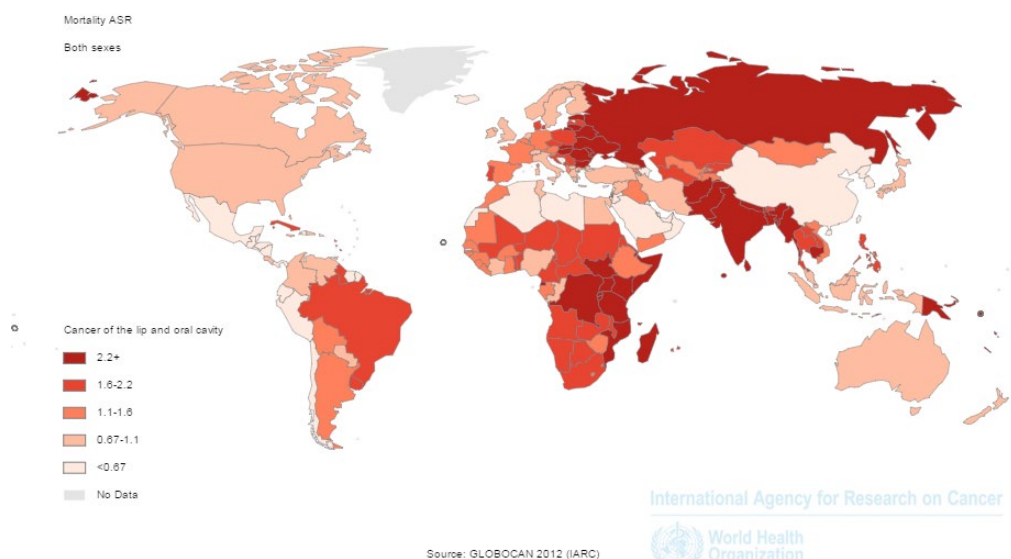 Mortality ASR
Both sexes
Cancer of the lip and oral cavity
2.2+
1.6-2.2
1.1-1.6
0.67-1.1
<0.67
No Data
International Agency for Research on Cancer
World Health
Organization
Source: GLOBOCAN 2012 (IARC)